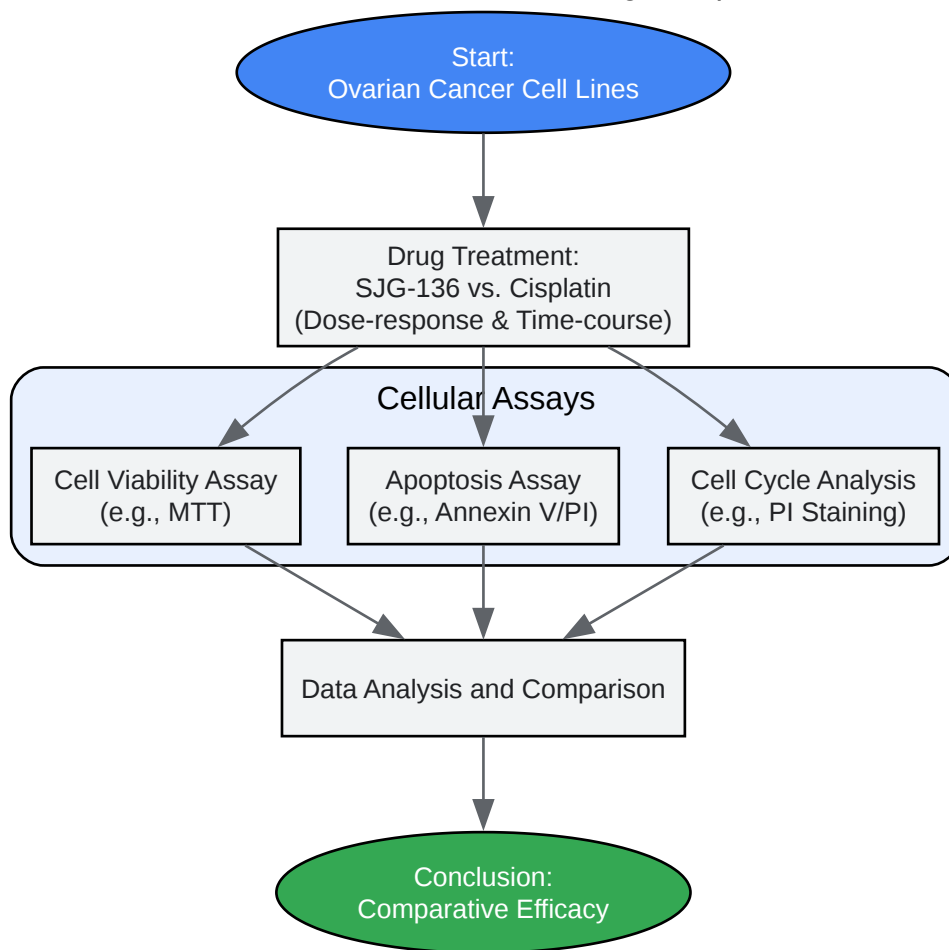 Start:
Ovarian Cancer Cell Lines
Drug Treatment:
SJG-136 vs. Cisplatin
(Dose-response & Time-course)
Cellular Assays
Cell Viability Assay
(e.g., MTT)
Apoptosis Assay
(e.g., Annexin V/PI)
Cell Cycle Analysis
(e.g., PI Staining)
Data Analysis and Comparison
Conclusion:
Comparative Efficacy